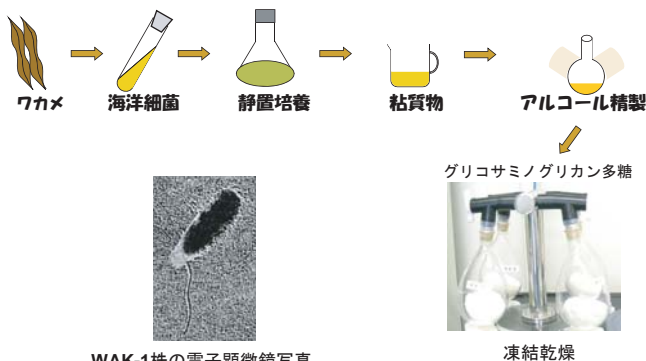 ワカメ
海洋細菌
静置培養
粘質物
アルコール精製
グリコサミノグリカン多糖
WAK-1株の電子顕微鏡写真
凍結乾燥